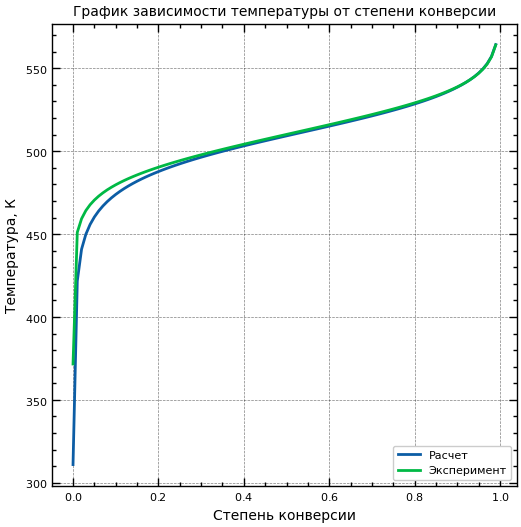 График зависимости температуры от степени конверсии
550
500
450
400
350
300
Температура, К
0.0 0.2 0.4 0.6 0.8 1.0
Степень конверсии
Расчет
Эксперимент